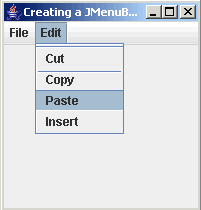 Creating a JMenuB...
File Edit
Cut
Copy
Paste
Insert